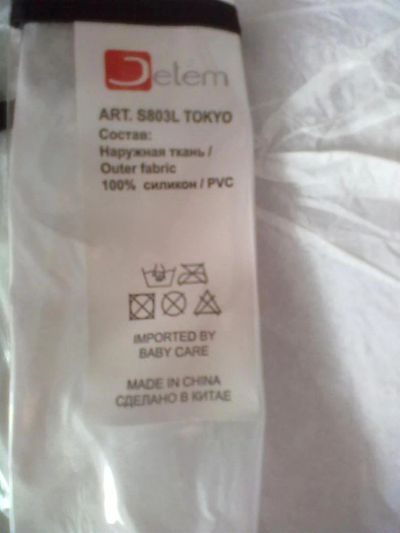 Jetem
ART. S803L TOKYO
Состав:
Наружная ткань /
Outer fabric
100% силикон / PVC
IMPORTED BY
BABY CARE
MADE IN CHINA
СДЕЛАНО В КИТАЕ